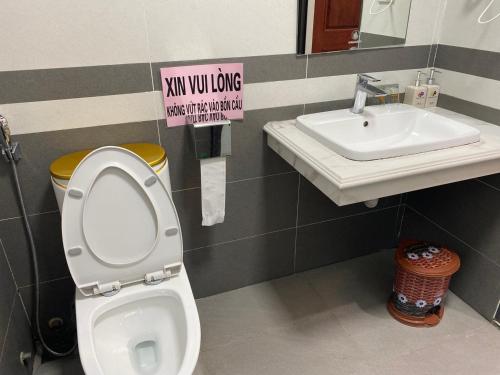 XIN VUI LÒNG
KHÔNG VỨT RÁC VÀO BỒN CẦU